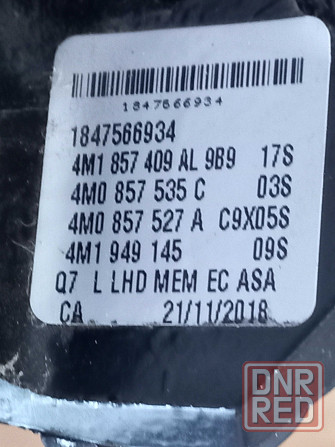 1847566934
1847566934
4M1 857 409 AL 9B9 17S
4M0 857 535 C 03S
4M0 857 527 A C9X05S
4M1 949 145 09S
Q7 L LHD MEM EC ASA
CA 21/11/2018
DNR
RED